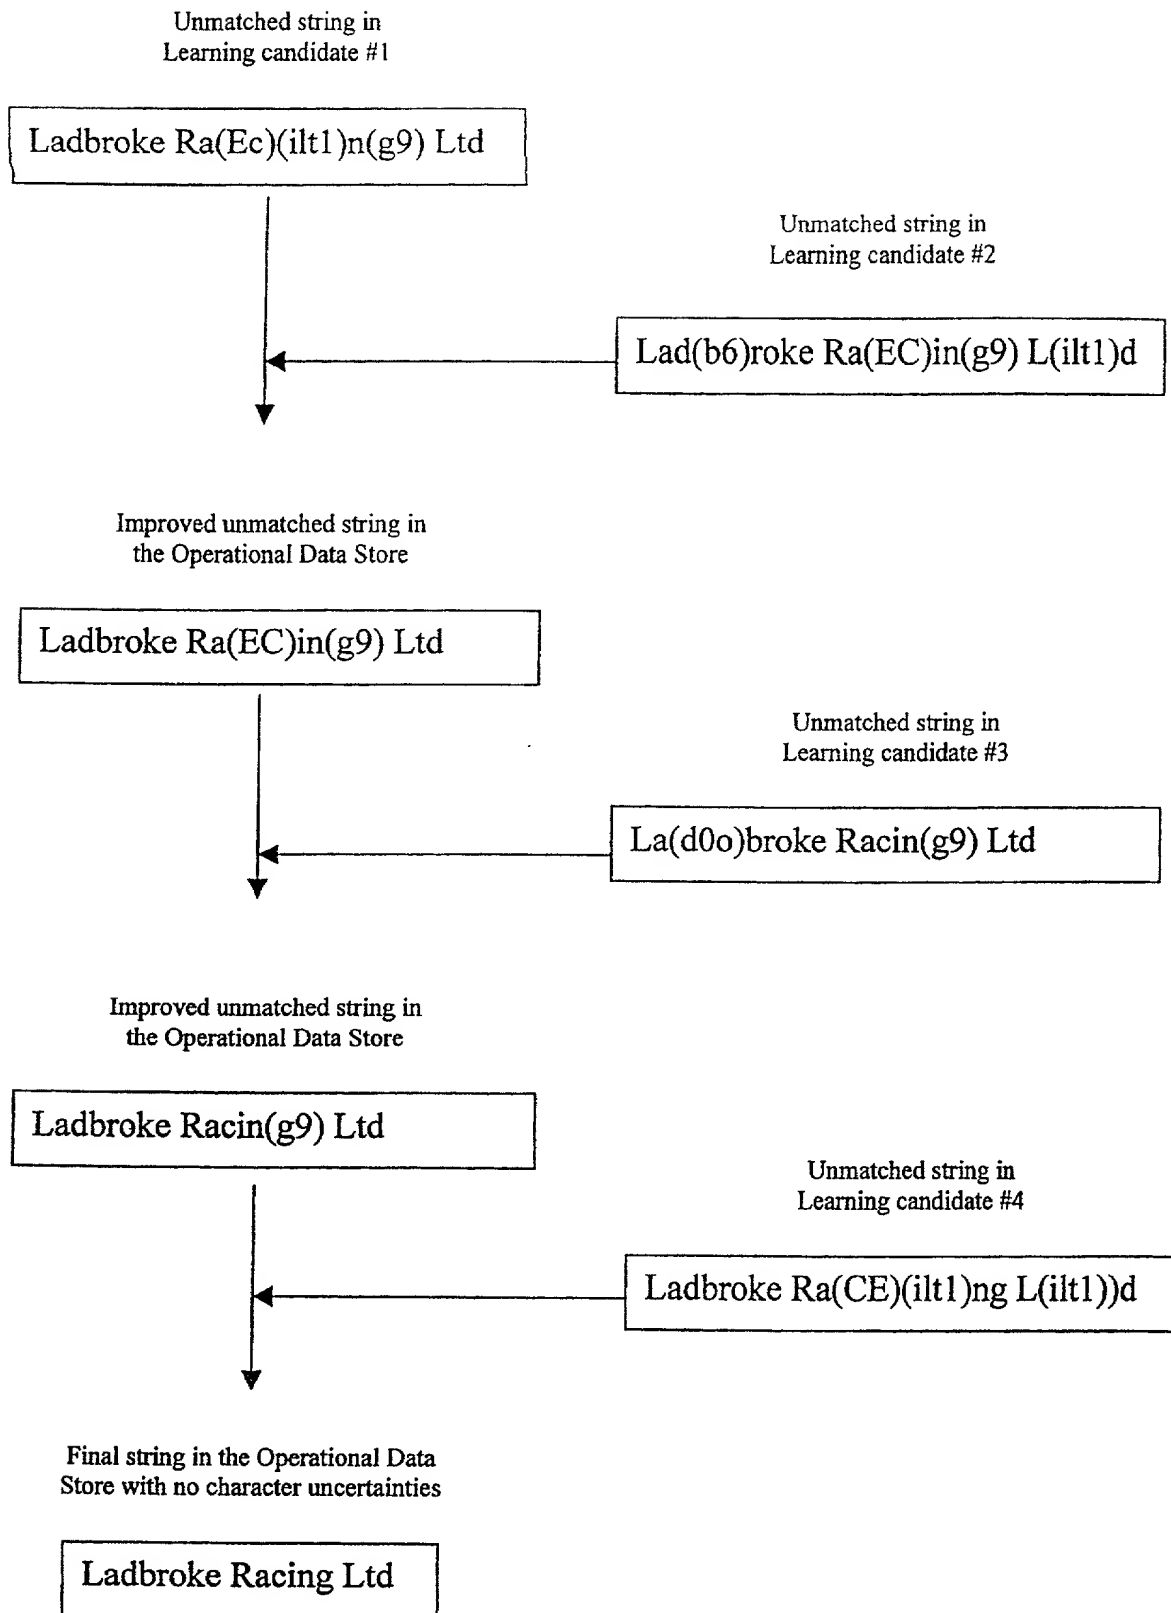 Unmatched string in
Learning candidate #1
Ladbroke Ra(Ec)(ilt1)n(g9) Ltd
Unmatched string in
Learning candidate #2
Lad(b6)roke Ra(EC)in(g9) L(ilt1)d
Improved unmatched string in
the Operational Data Store
Ladbroke Ra(EC)in(g9) Ltd
Unmatched string in
Learning candidate #3
La(d0o)broke Racin(g9) Ltd
Improved unmatched string in
the Operational Data Store
Ladbroke Racin(g9) Ltd
Unmatched string in
Learning candidate #4
Ladbroke Ra(CE)(ilt1)ng L(ilt1))d
Final string in the Operational Data
Store with no character uncertainties
Ladbroke Racing Ltd